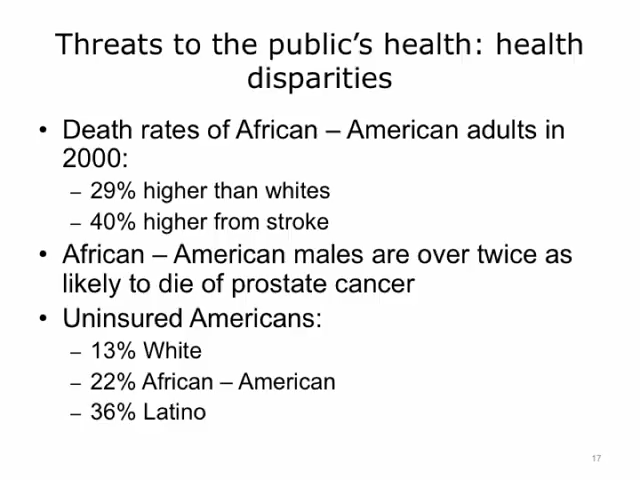 Threats to the public’s health: health
disparities
• Death rates of African – American adults in
2000:
– 29% higher than whites
– 40% higher from stroke
• African – American males are over twice as
likely to die of prostate cancer
• Uninsured Americans:
– 13% White
– 22% African – American
– 36% Latino
17